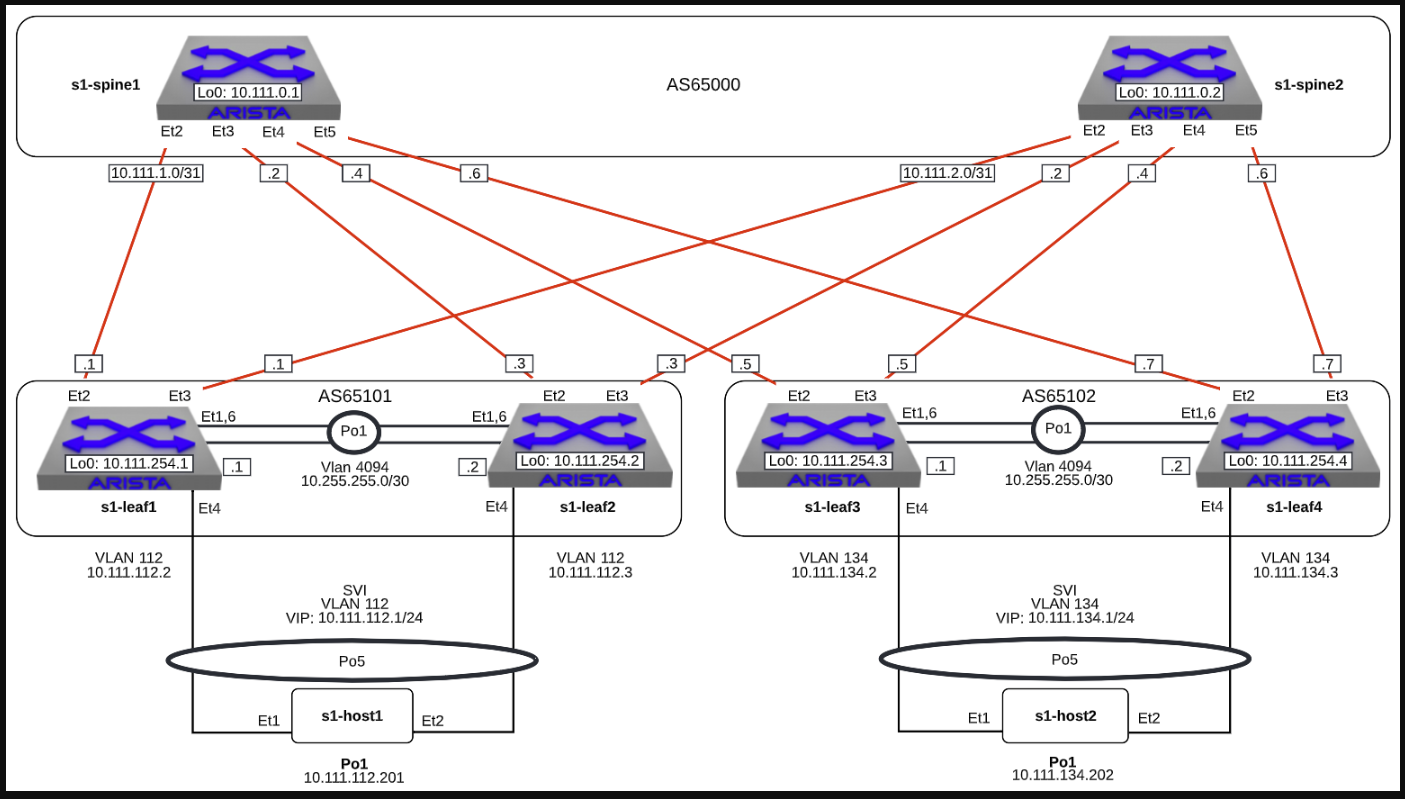 s1-spine1
Lo0: 10.111.0.1
ARISTA
AS65000
Lo0: 10.111.0.2
ARISTA
s1-spine2
Et2 Et3 Et4 Et5
Et2 Et3 Et4 Et5
10.111.1.0/31 .2 .4 .6
10.111.2.0/31 .2 .4 .6
.1 .1 .3 .3 .5 .5 .7 .7
Et2 Et3 AS65101 Et2 Et3
Et1,6 Po1 Et1,6
Lo0: 10.111.254.1
ARISTA
.1
Vlan 4094
10.255.255.0/30
.2
Lo0: 10.111.254.2
ARISTA
s1-leaf1
Et4
Et4
s1-leaf2
Et2 Et3 AS65102 Et2 Et3
Et1,6 Po1 Et1,6
Lo0: 10.111.254.3
ARISTA
.1
Vlan 4094
10.255.255.0/30
.2
Lo0: 10.111.254.4
ARISTA
s1-leaf3
Et4
Et4
s1-leaf4
VLAN 112
10.111.112.2
VLAN 112
10.111.112.3
SVI
VLAN 112
VIP: 10.111.112.1/24
Po5
Et1
s1-host1
Et2
Po1
10.111.112.201
VLAN 134
10.111.134.2
VLAN 134
10.111.134.3
SVI
VLAN 134
VIP: 10.111.134.1/24
Po5
Et1
s1-host2
Et2
Po1
10.111.134.202